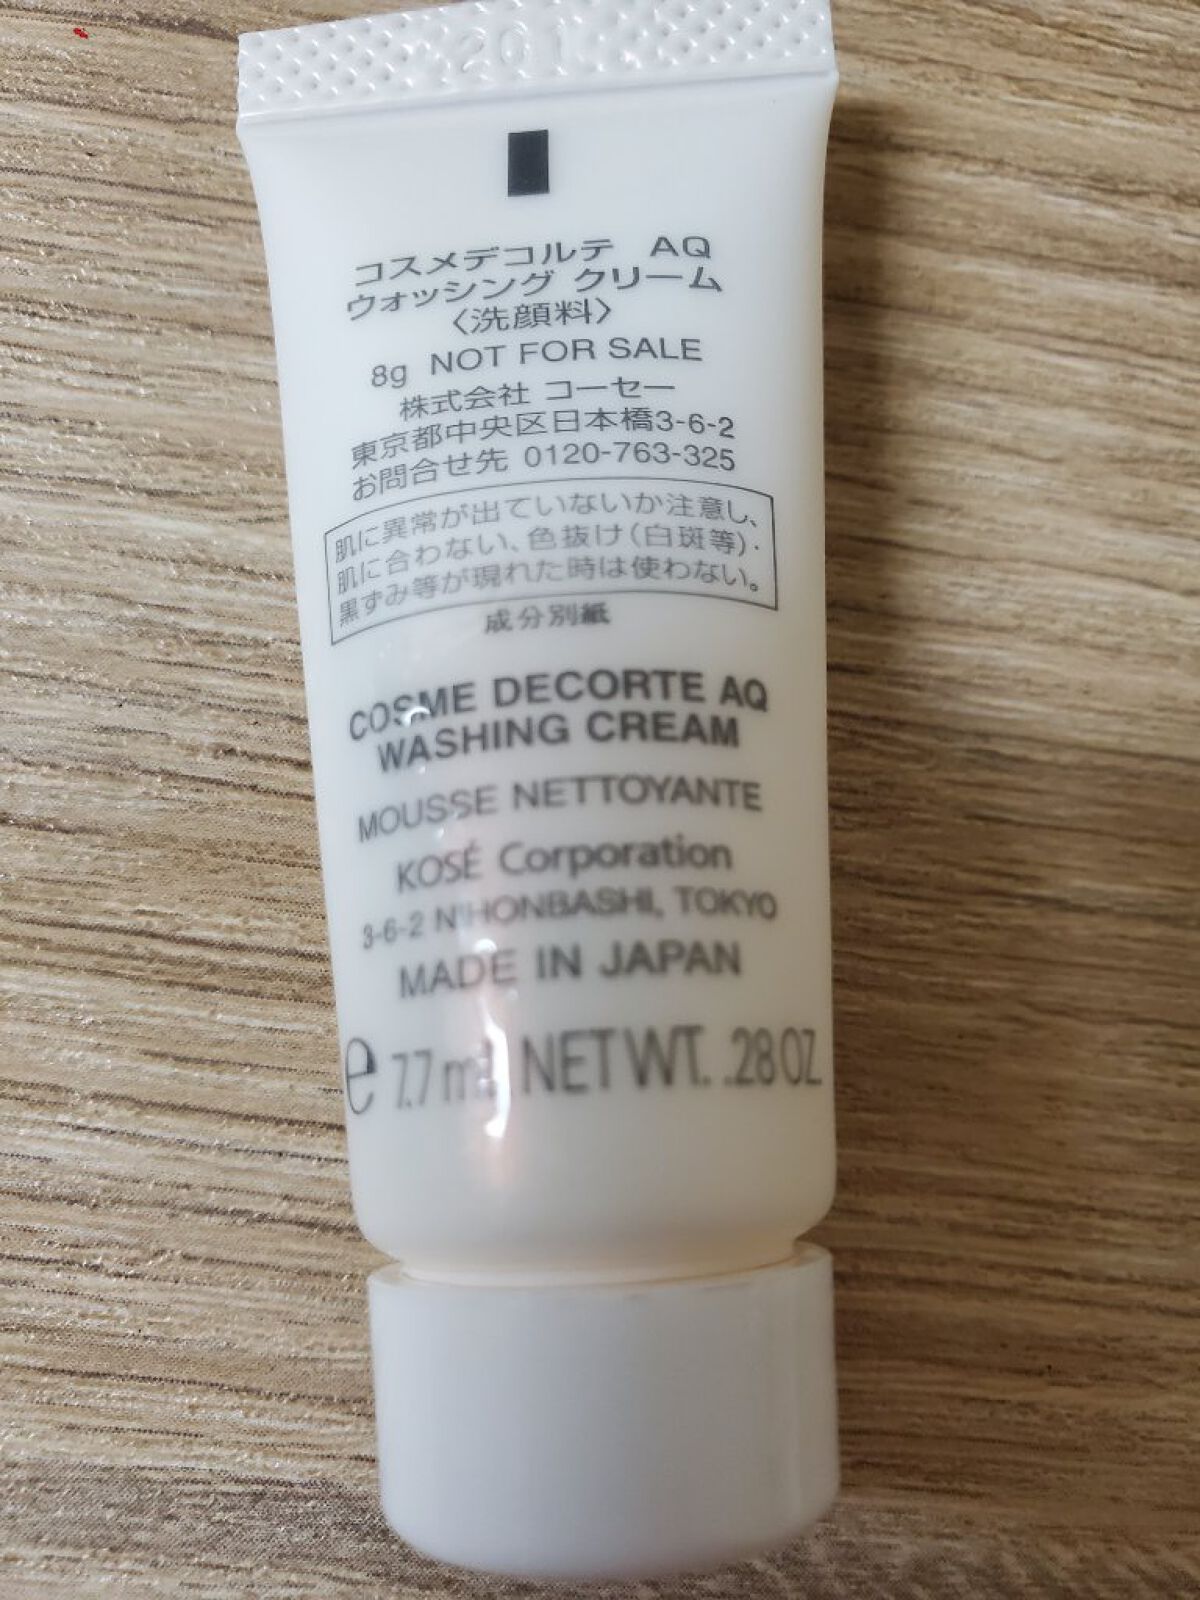 201
コスメデコルテ AQ
ウォッシング クリーム
〈洗顔料〉
8g NOT FOR SALE
株式会社 コーセー
東京都中央区日本橋3-6-2
お問合せ先 0120-763-325
肌に異常が出ていないか注意し、
肌に合わない、色抜け(白斑等)・
黒ずみ等が現れた時は使わない。
成分別紙
COSME DECORTE AQ
WASHING CREAM
MOUSSE NETTOYANTE
KOSÉ Corporation
3-6-2 NIHONBASHI, TOKYO
MADE IN JAPAN
e 7.7 mL NET WT. .28 OZ.